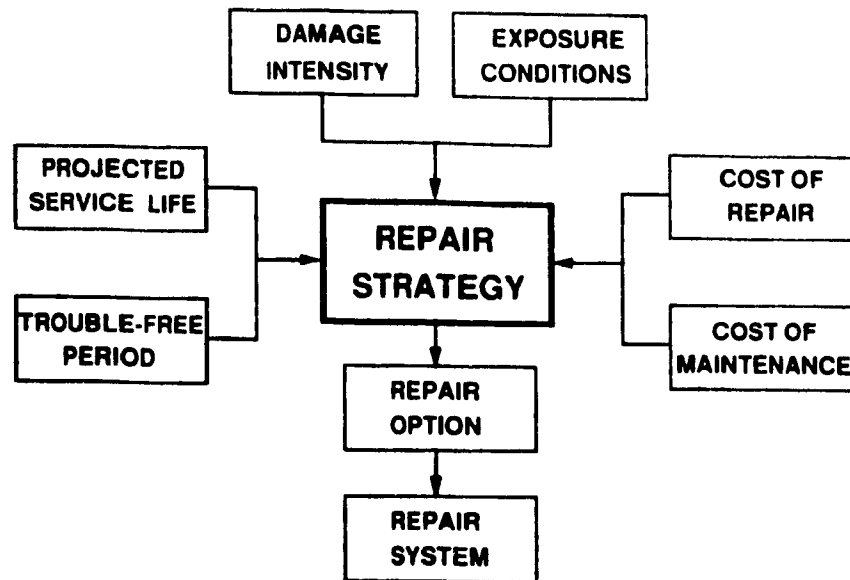 DAMAGE
INTENSITY
EXPOSURE
CONDITIONS
PROJECTED
SERVICE LIFE
COST OF
REPAIR
REPAIR
STRATEGY
TROUBLE-FREE
PERIOD
COST OF
MAINTENANCE
REPAIR
OPTION
REPAIR
SYSTEM